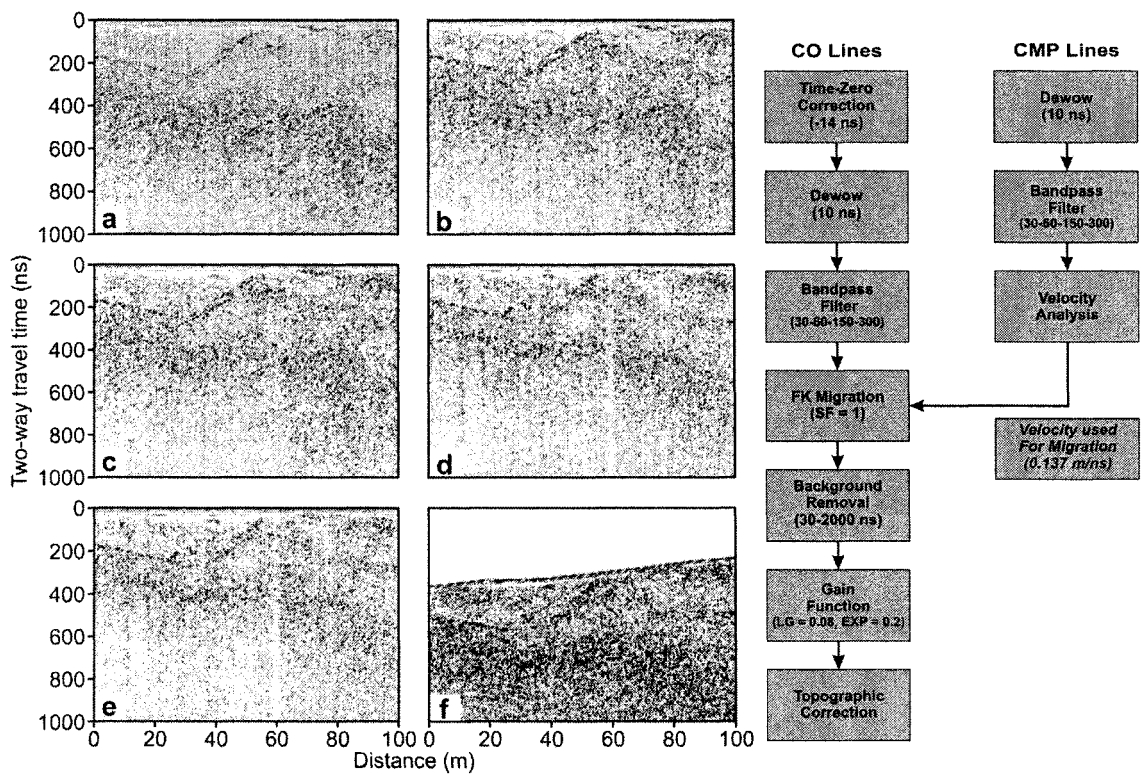 0
200
400
600
800
1000
a
b
0
200
400
600
800
1000
c
d
0
200
400
600
800
1000
e
f
0 20 40 60 80 100
0 20 40 60 80 100
Two-way travel time (ns)
Distance (m)
CO Lines
Time-Zero
Correction
(-14 ns)
Dewow
(10 ns)
Bandpass
Filter
(30-60-150-300)
FK Migration
(SF = 1)
Background
Removal
(30-2000 ns)
Gain
Function
(LG = 0.08, EXP = 0.2)
Topographic
Correction
CMP Lines
Dewow
(10 ns)
Bandpass
Filter
(30-60-150-300)
Velocity
Analysis
Velocity used
For Migration
(0.137 m/ns)